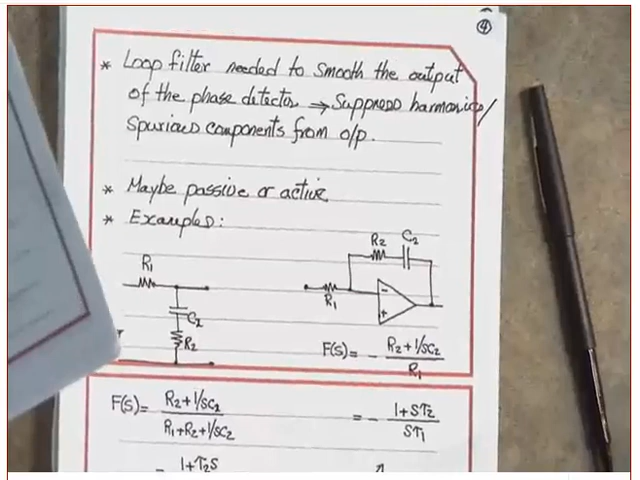 4
* Loop filter needed to smooth the output
of the phase detector → Suppress harmonics/
spurious components from o/p.
* Maybe passive or active
* Examples:
R1
C2
R2
R2 C2
R1
-
+
F(s)= - R2+1/SC2
R1
F(s)= R2+1/SC2
R1+R2+1/SC2
= - 1+ST2
ST1
- 1+T2S